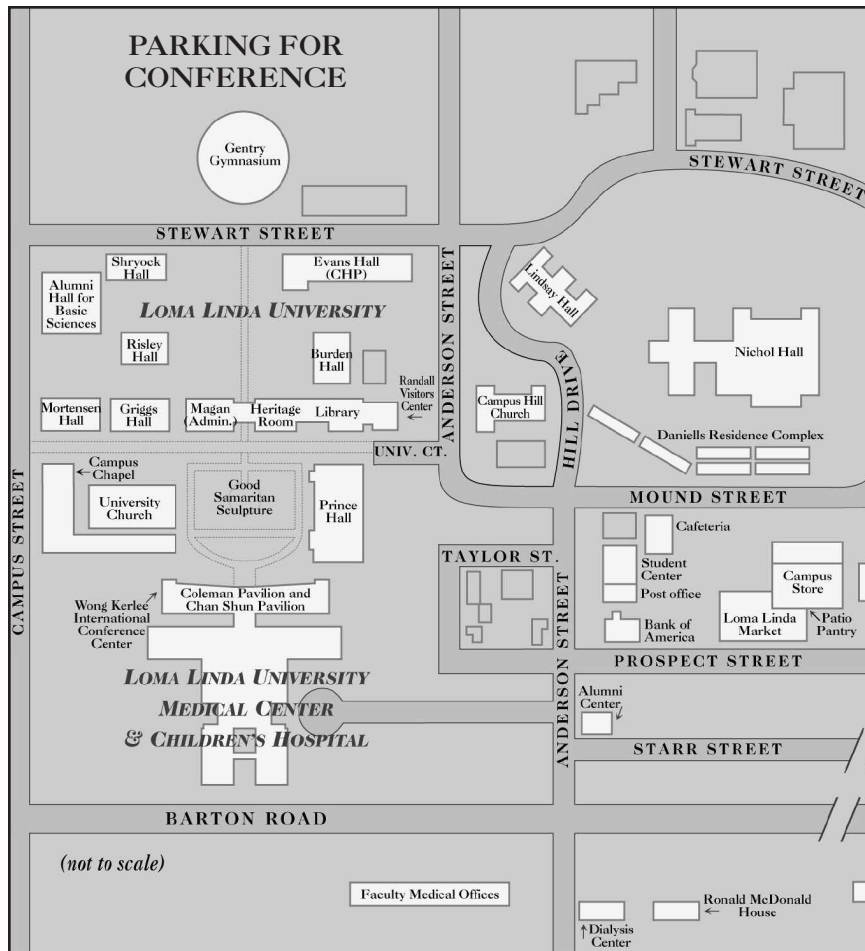 PARKING FOR
CONFERENCE
Gentry
Gymnasium
STEWART STREET
STEWART STREET
Shryock
Hall
Evans Hall
(CHP)
Alumni
Hall for
Basic
Sciences
LOMA LINDA UNIVERSITY
Lindsay Hall
ANDERSON STREET
Risley
Hall
Burden
Hall
Nichol Hall
HILL DRIVE
Randall
Visitors
Center
Mortensen
Hall
Griggs
Hall
Magan
(Admin.)
Heritage
Room
Library
Campus Hill
Church
Daniells Residence Complex
UNIV. CT.
Campus
Chapel
University
Church
Good
Samaritan
Sculpture
Prince
Hall
MOUND STREET
CAMPUS STREET
Cafeteria
TAYLOR ST.
Student
Center
Post office
Campus
Store
Coleman Pavilion and
Chan Shun Pavilion
Wong Kerlee
International
Conference
Center
ANDERSON STREET
Bank of
America
Loma Linda
Market
Patio
Pantry
PROSPECT STREET
LOMA LINDA UNIVERSITY
MEDICAL CENTER
& CHILDREN'S HOSPITAL
Alumni
Center
STARR STREET
BARTON ROAD
(not to scale)
Faculty Medical Offices
Ronald McDonald
House
Dialysis
Center